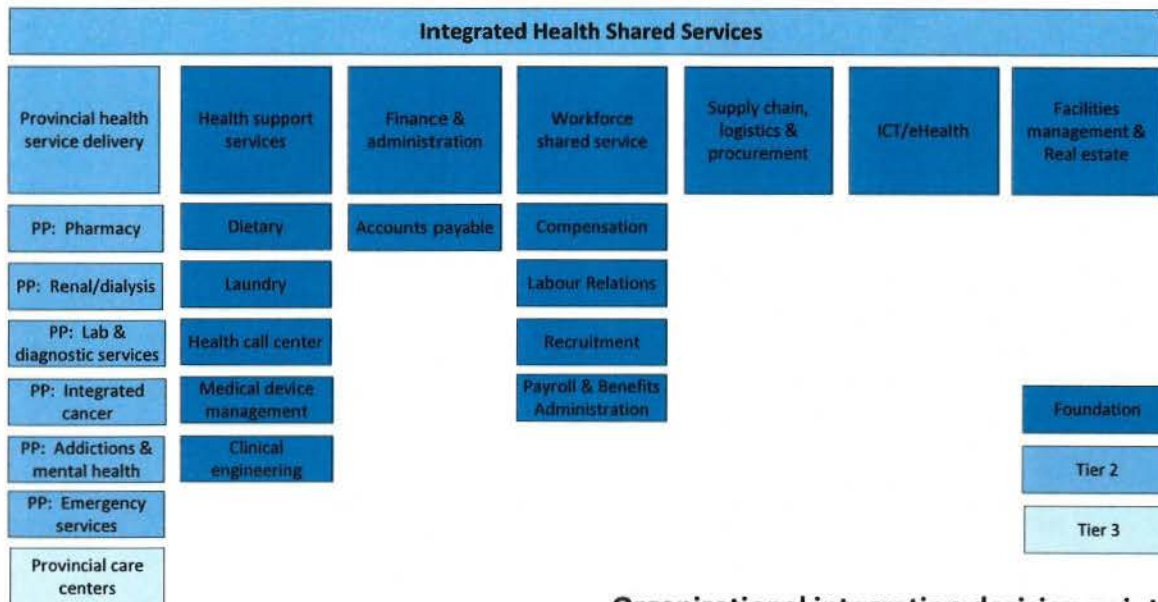 Integrated Health Shared Services
Provincial health
service delivery
Health support
services
Finance &
administration
Workforce
shared service
Supply chain,
logistics &
procurement
ICT/eHealth
Facilities
management &
Real estate
PP: Pharmacy
Dietary
Accounts payable
Compensation
PP: Renal/dialysis
Laundry
Labour Relations
PP: Lab &
diagnostic services
Health call center
Recruitment
PP: Integrated
cancer
Medical device
management
Payroll & Benefits
Administration
Foundation
PP: Addictions &
mental health
Clinical
engineering
Tier 2
PP: Emergency
services
Tier 3
Provincial care
centers